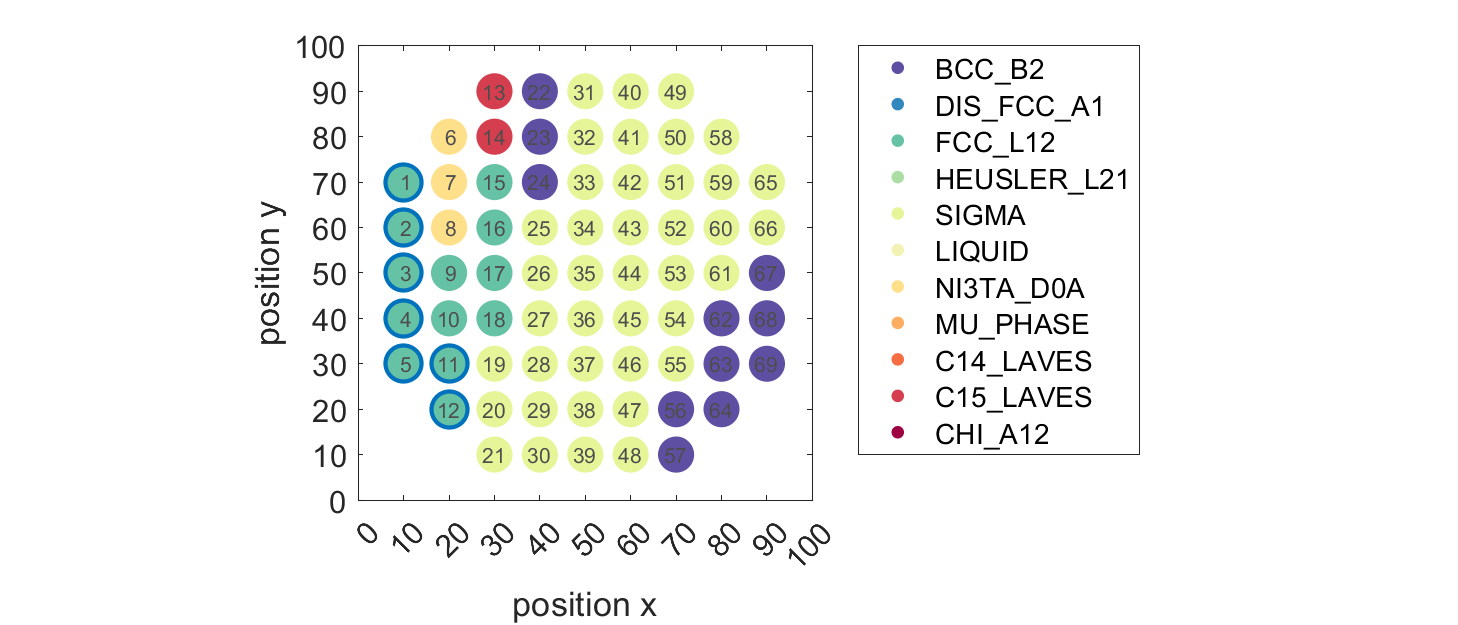 100
90 13 22 31 40 49
80 6 14 23 32 41 50 58
70 1 7 15 24 33 42 51 59 65
60 2 8 16 25 34 43 52 60 66
50 3 9 17 26 35 44 53 61 67
40 4 10 18 27 36 45 54 62 68
30 5 11 19 28 37 46 55 63 69
20 12 20 29 38 47 56 64
10 21 30 39 48 57
0
position y
0 10 20 30 40 50 60 70 80 90 100
position x
BCC_B2
DIS_FCC_A1
FCC_L12
HEUSLER_L21
SIGMA
LIQUID
NI3TA_D0A
MU_PHASE
C14_LAVES
C15_LAVES
CHI_A12